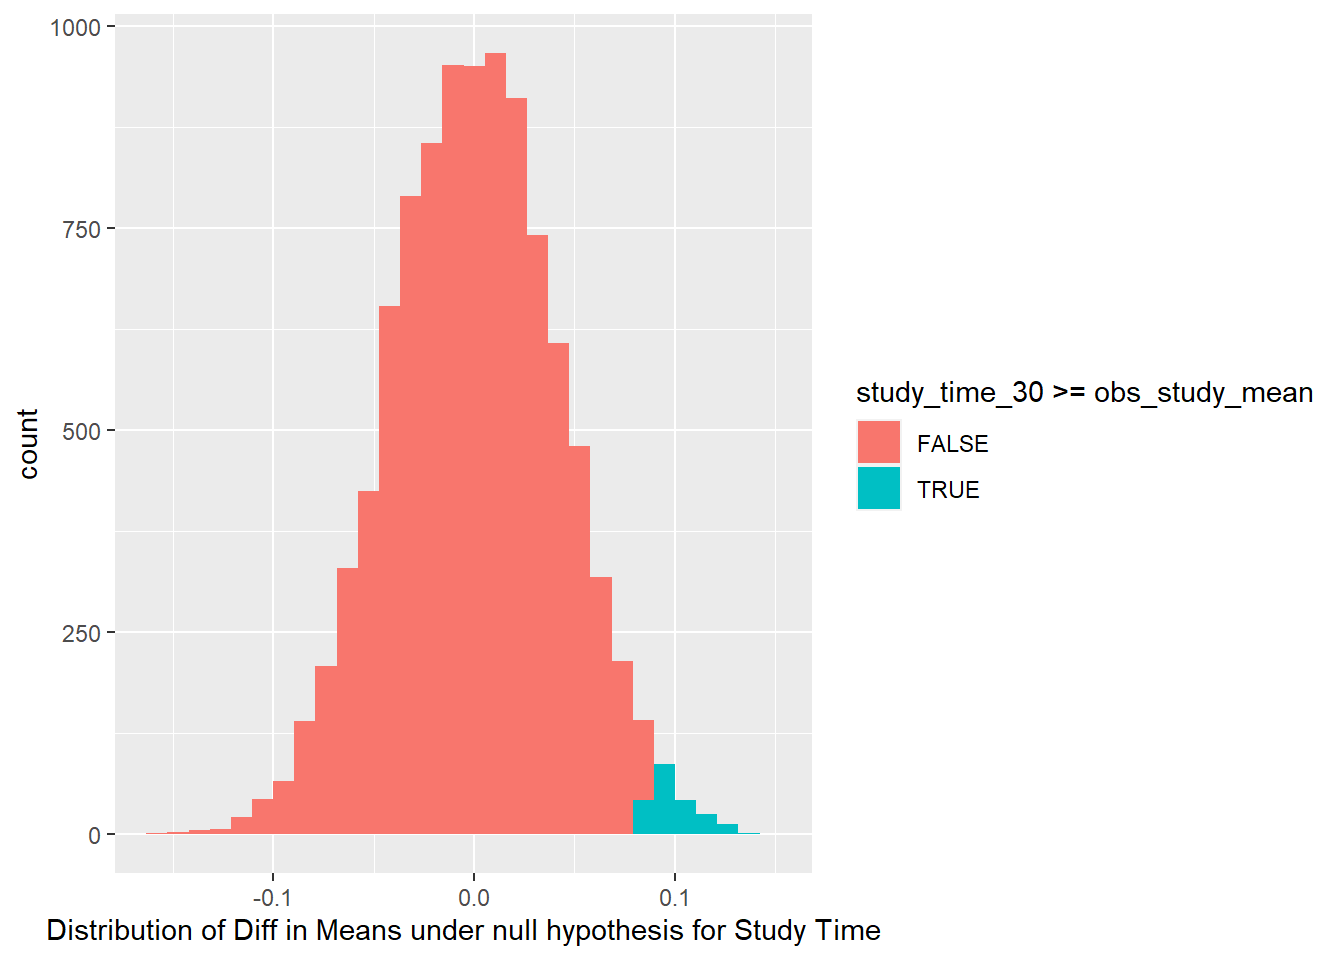 1000
750
500
250
0
count
-0.1
0.0
0.1
Distribution of Diff in Means under null hypothesis for Study Time
study_time_30 >= obs_study_mean
FALSE
TRUE